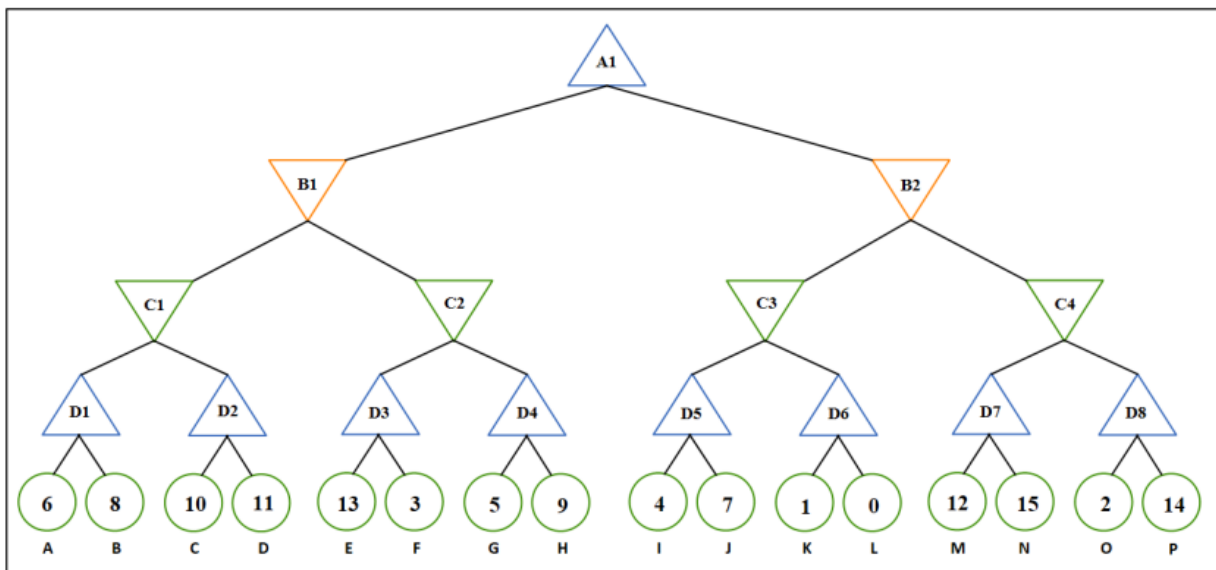 A1
B1 B2
C1 C2 C3 C4
D1 D2 D3 D4 D5 D6 D7 D8
6 8 10 11 13 3 5 9 4 7 1 0 12 15 2 14
A B C D E F G H I J K L M N O P